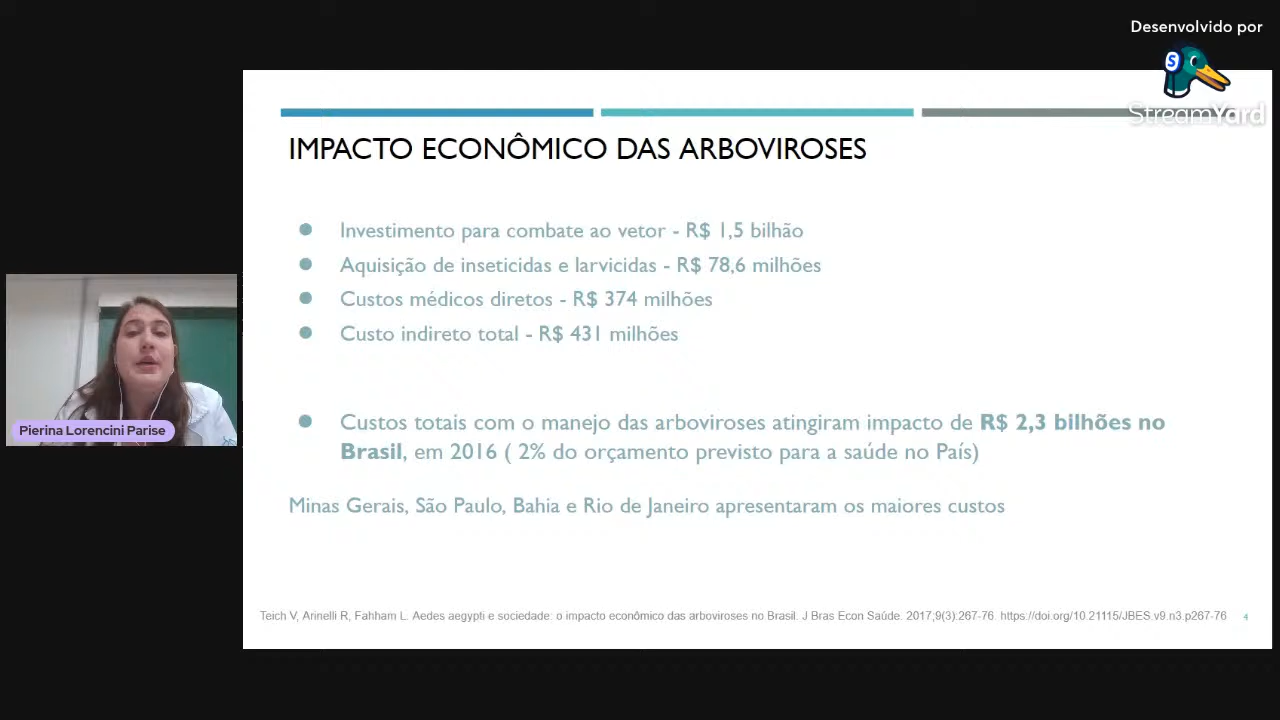 Desenvolvido por
S
StreamYard
IMPACTO ECONÔMICO DAS ARBOVIROSES
● Investimento para combate ao vetor - R$ 1,5 bilhão
● Aquisição de inseticidas e larvicidas - R$ 78,6 milhões
● Custos médicos diretos - R$ 374 milhões
● Custo indireto total - R$ 431 milhões
● Custos totais com o manejo das arboviroses atingiram impacto de R$ 2,3 bilhões no
Brasil, em 2016 ( 2% do orçamento previsto para a saúde no País)
Minas Gerais, São Paulo, Bahia e Rio de Janeiro apresentaram os maiores custos
Pierina Lorencini Parise
Teich V, Arinelli R, Fahham L. Aedes aegypti e sociedade: o impacto econômico das arboviroses no Brasil. J Bras Econ Saúde. 2017;9(3):267-76. https://doi.org/10.21115/JBES.v9.n3.p267-76
4